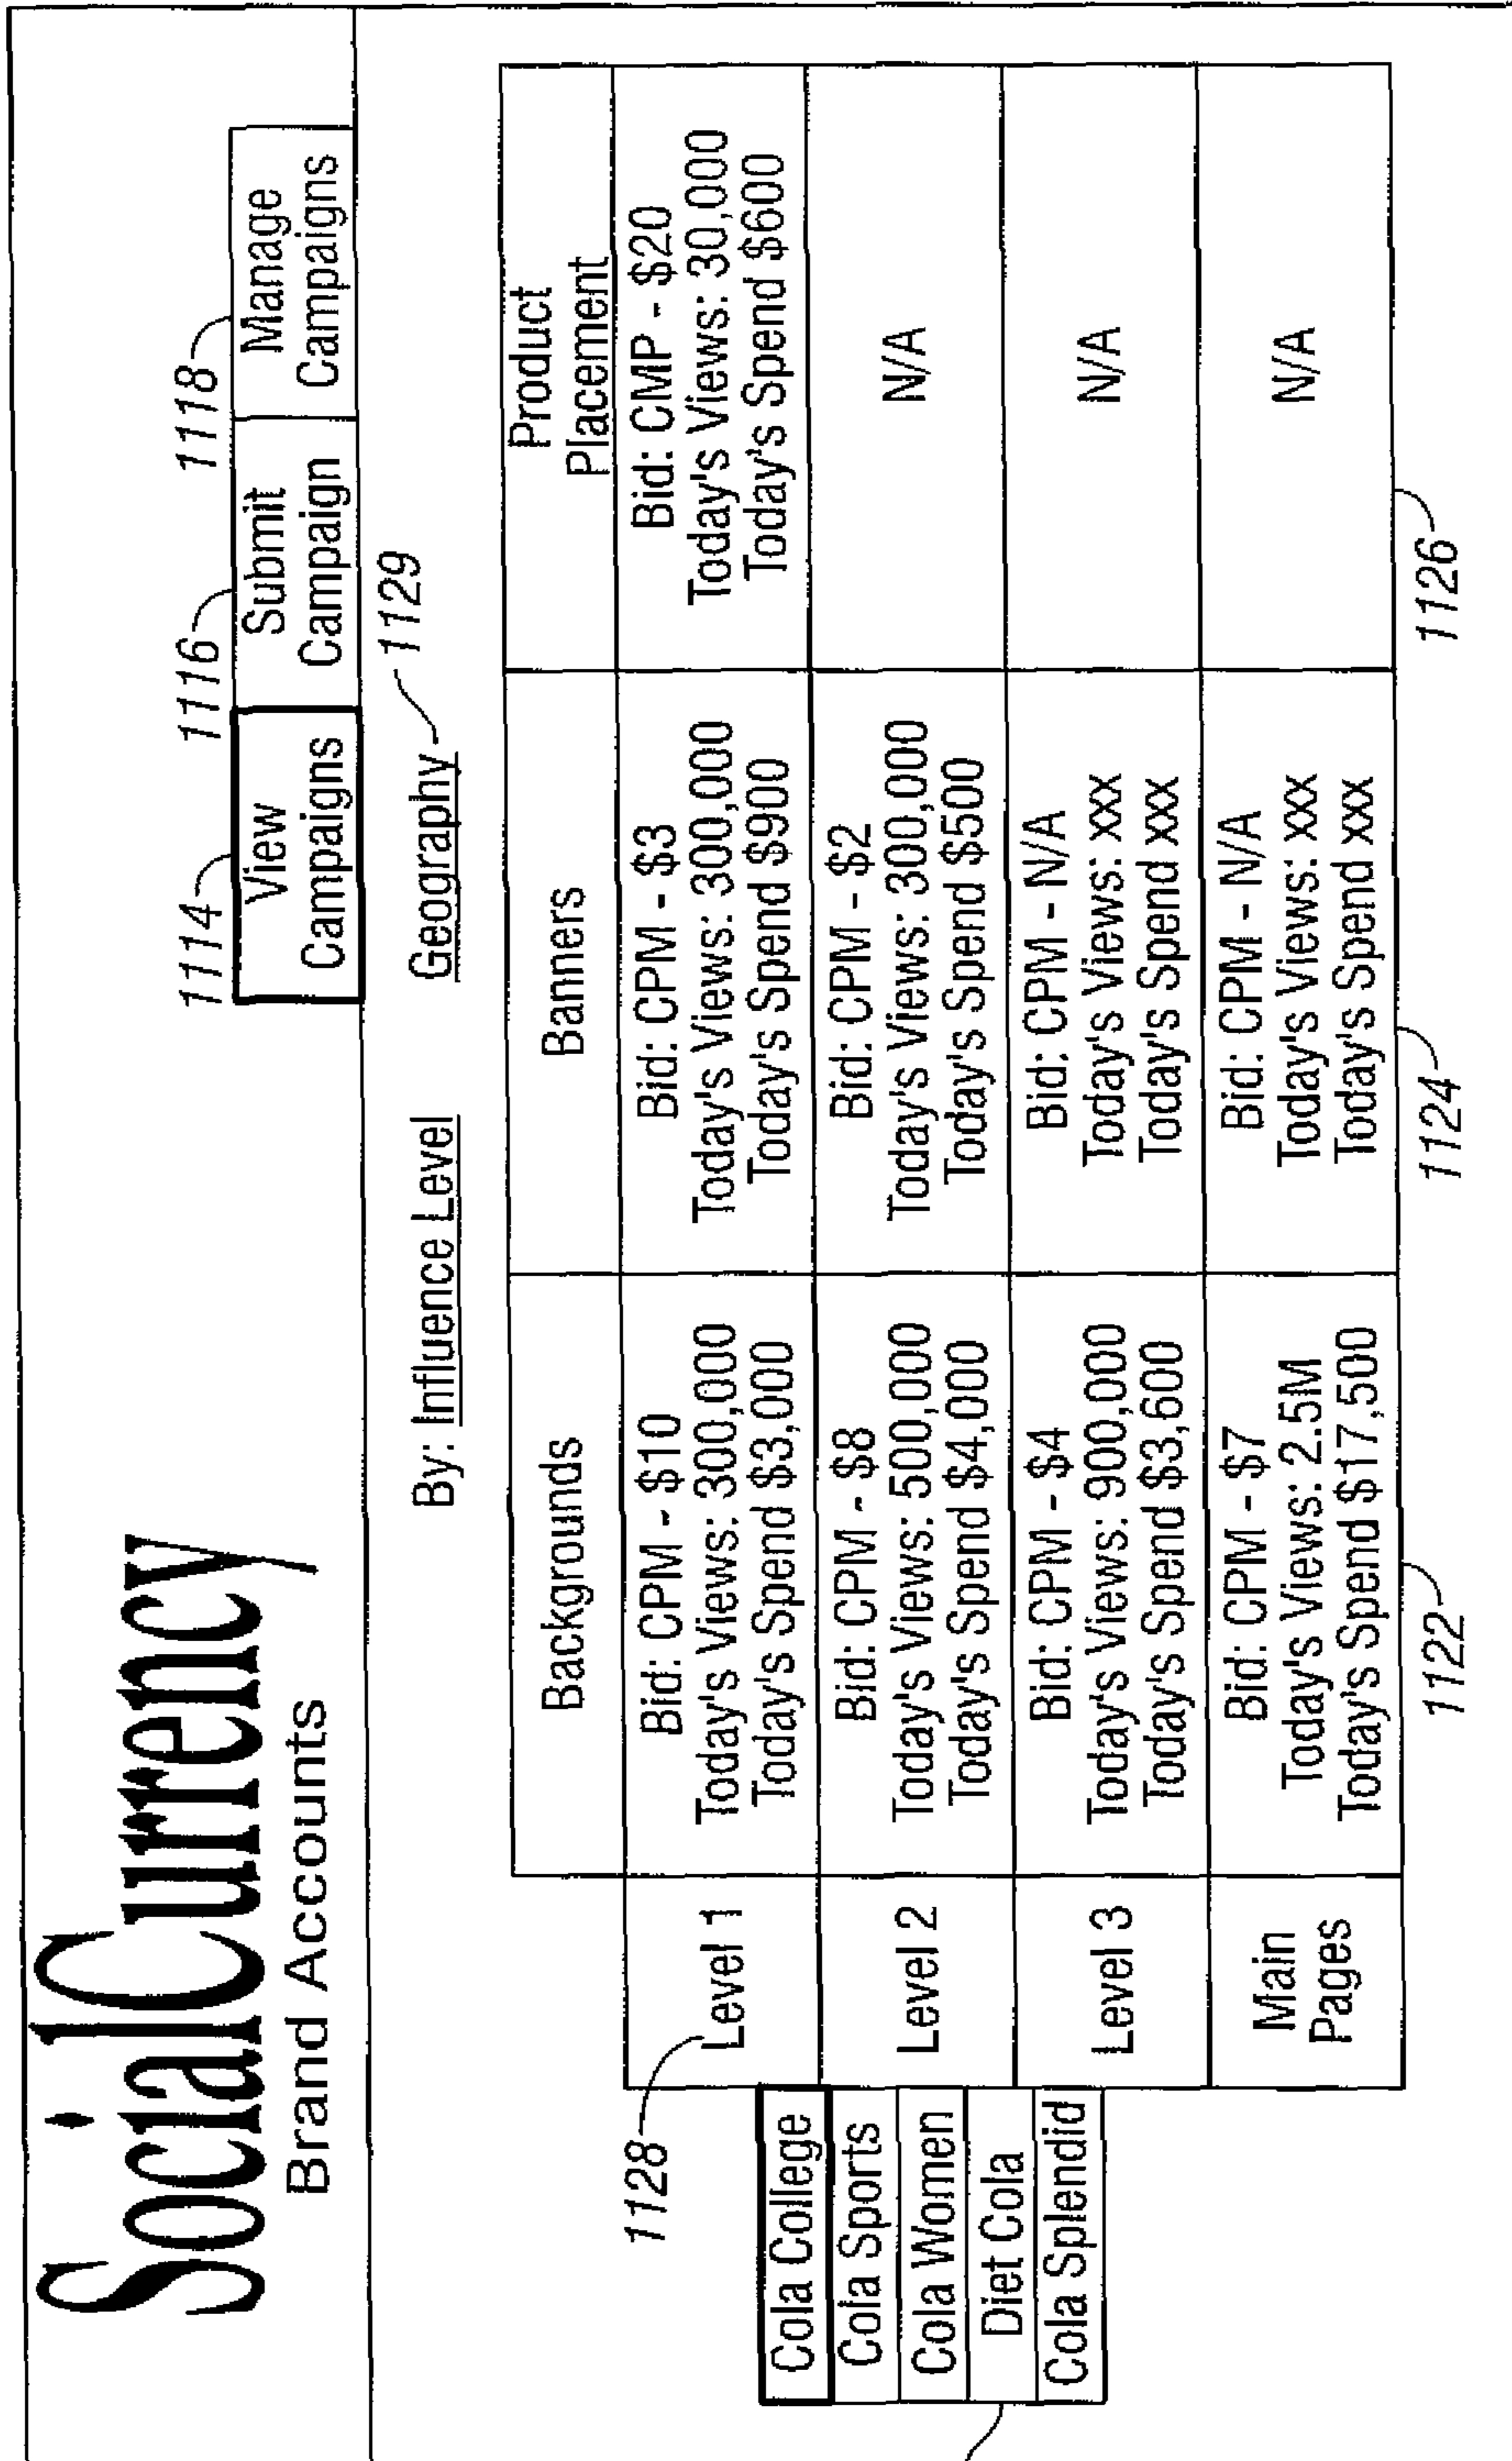 SocialCurrency
Brand Accounts
1114
1116
1118
View
Campaigns
Submit
Campaign
Manage
Campaigns
By: Influence Level
Geography
1129
Backgrounds
Banners
Product
Placement
1128
Level 1
Bid: CPM - $10
Today's Views: 300,000
Today's Spend $3,000
Bid: CPM - $3
Today's Views: 300,000
Today's Spend $900
Bid: CMP - $20
Today's Views: 30,000
Today's Spend $600
Cola College
Cola Sports
Cola Women
Diet Cola
Cola Splendid
Level 2
Bid: CPM - $8
Today's Views: 500,000
Today's Spend $4,000
Bid: CPM - $2
Today's Views: 300,000
Today's Spend $500
N/A
Level 3
Bid: CPM - $4
Today's Views: 900,000
Today's Spend $3,600
Bid: CPM - N/A
Today's Views: xxx
Today's Spend xxx
N/A
Main
Pages
Bid: CPM - $7
Today's Views: 2.5M
Today's Spend $17,500
Bid: CPM - N/A
Today's Views: xxx
Today's Spend xxx
N/A
1122
1124
1126